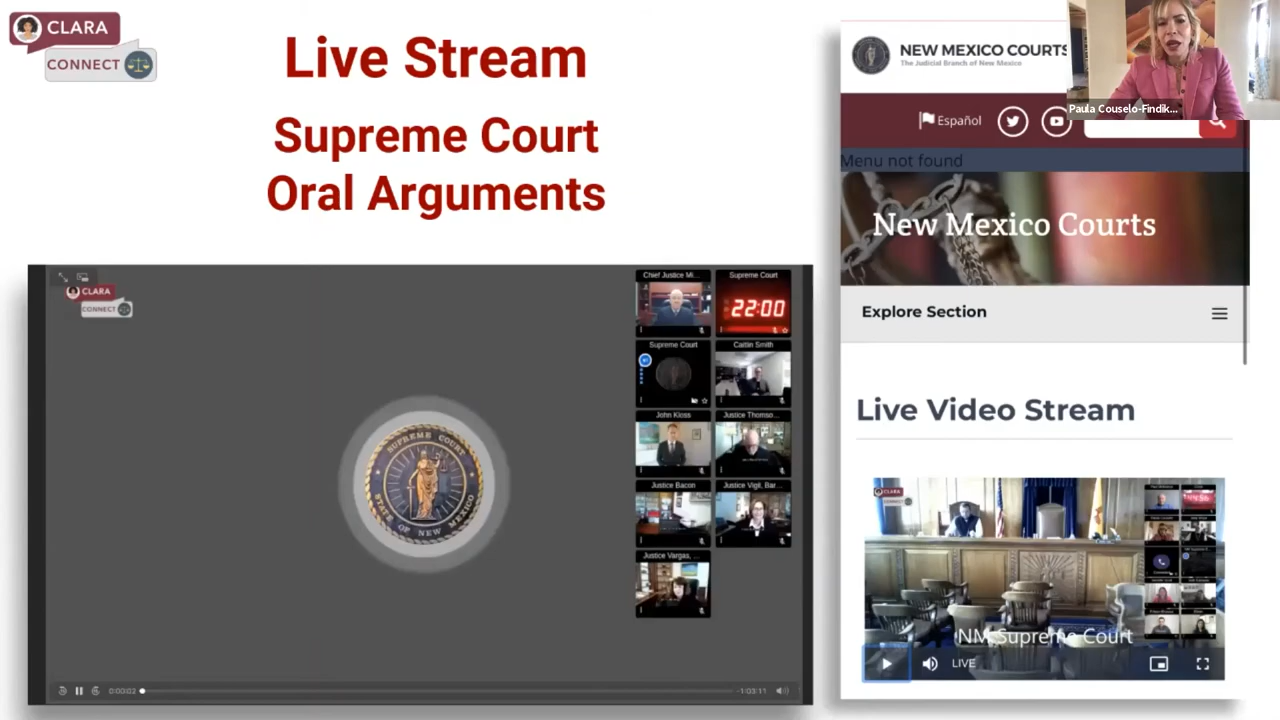 CLARA
CONNECT
Live Stream
Supreme Court
Oral Arguments
CLARA
CONNECT
Chief Justice Mi...
Supreme Court
22:00
Supreme Court
Caitlin Smith
John Kloss
Justice Thomso...
Justice Bacon
Justice Vigil, Bar...
Justice Vargas, ...
SUPREME COURT
STATE OF NEW MEXICO
0:00:02
-1:03:11
NEW MEXICO COURTS
The Judicial Branch of New Mexico
Paula Couselo-Findik...
Español
Menu not found
New Mexico Courts
Explore Section
Live Video Stream
CLARA
NM Supreme Court
LIVE